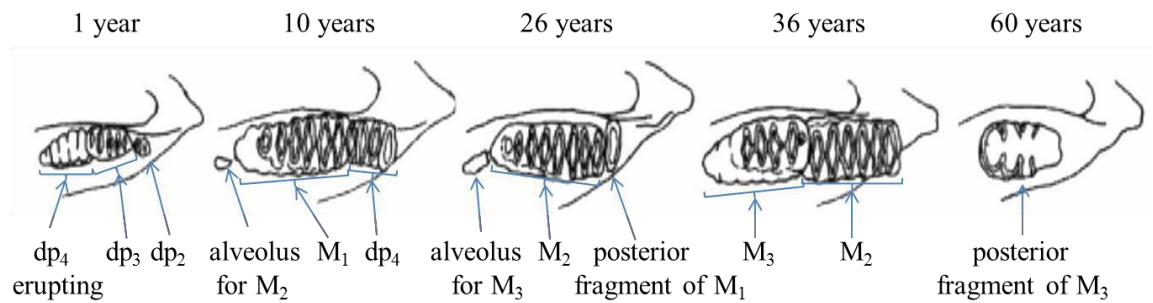 1 year 10 years 26 years 36 years 60 years
dp₄ dp₃ dp₂ alveolus M₁ dp₄ alveolus M₂ posterior M₃ M₂ posterior
erupting for M₂ for M₃ fragment of M₁ fragment of M₃